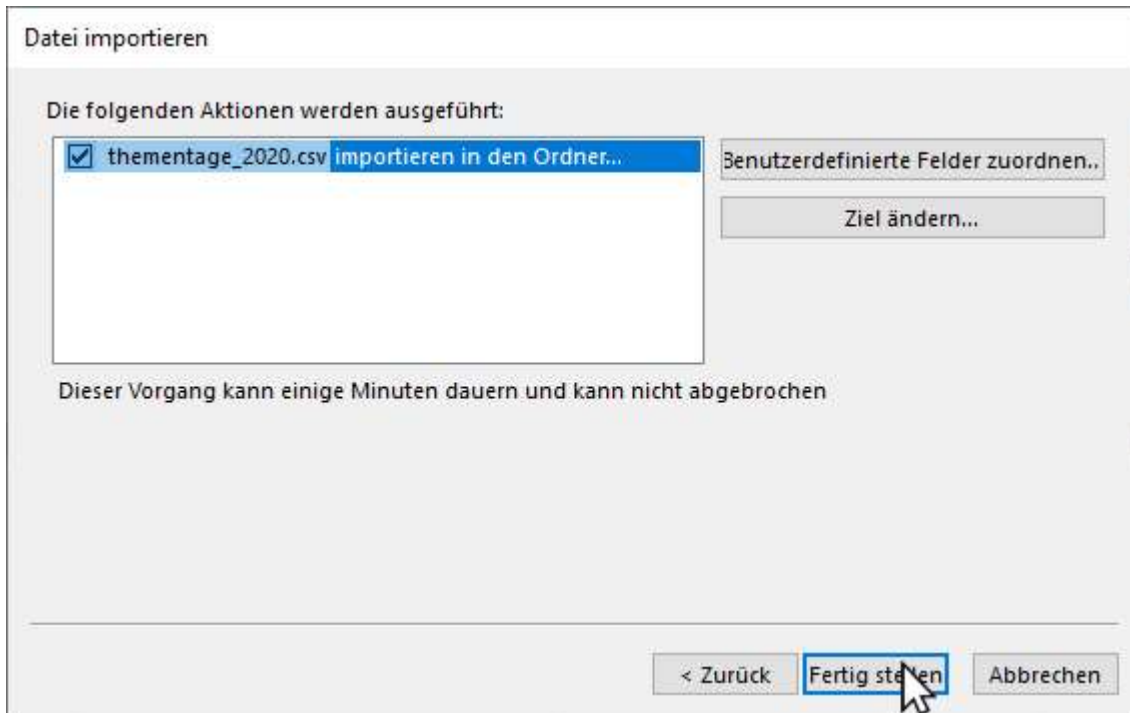 Datei importieren
Die folgenden Aktionen werden ausgeführt:
thementage_2020.csv importieren in den Ordner...
Benutzerdefinierte Felder zuordnen..
Ziel ändern...
Dieser Vorgang kann einige Minuten dauern und kann nicht abgebrochen
< Zurück
Fertig stellen
Abbrechen